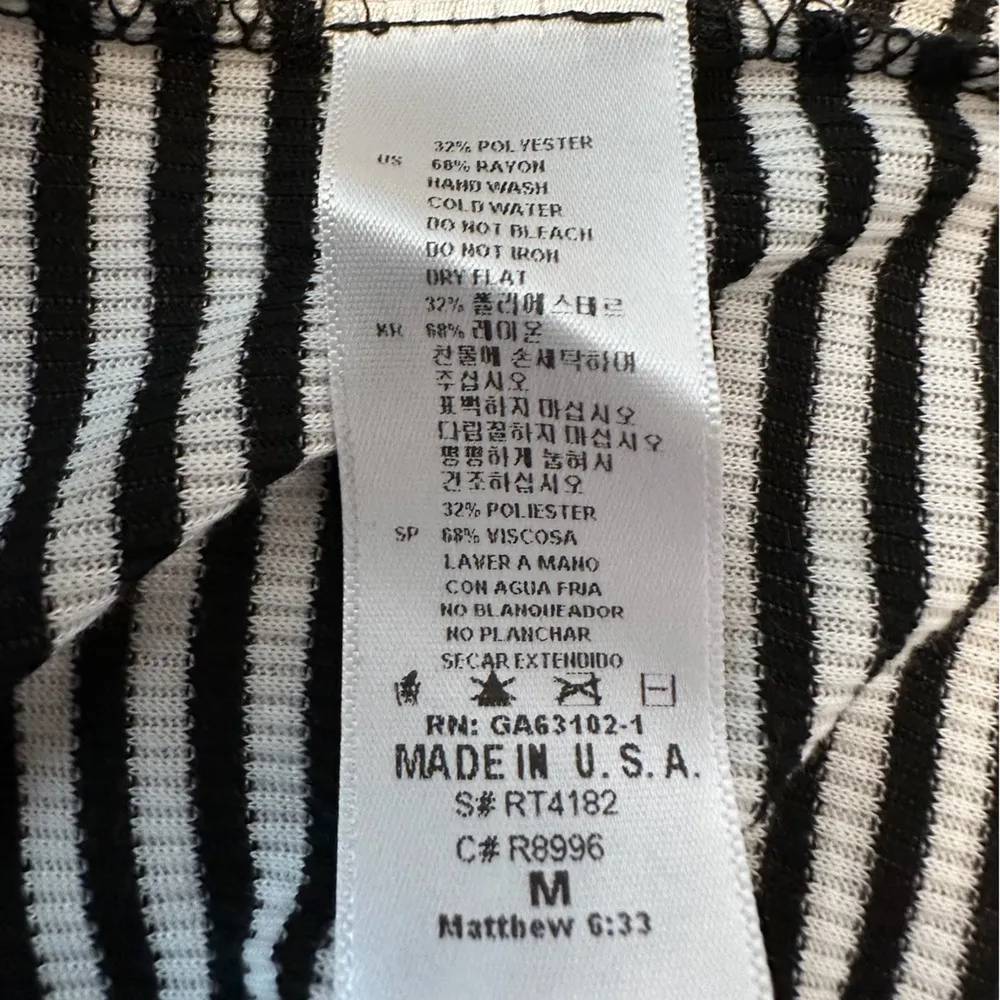 32% POLYESTER
US 68% RAYON
HAND WASH
COLD WATER
DO NOT BLEACH
DO NOT IRON
DRY FLAT
32% 폴리에스테르
KR 68% 레이온
찬물에 손세탁하여
주십시오
표백하지 마십시오
다림질하지 마십시오
평평하게 눕혀서
건조하십시오
32% POLIESTER
SP 68% VISCOSA
LAVER A MANO
CON AGUA FRIA
NO BLANQUEADOR
NO PLANCHAR
SECAR EXTENDIDO
RN: GA63102-1
MADE IN U.S.A.
S# RT4182
C# R8996
M
Matthew 6:33